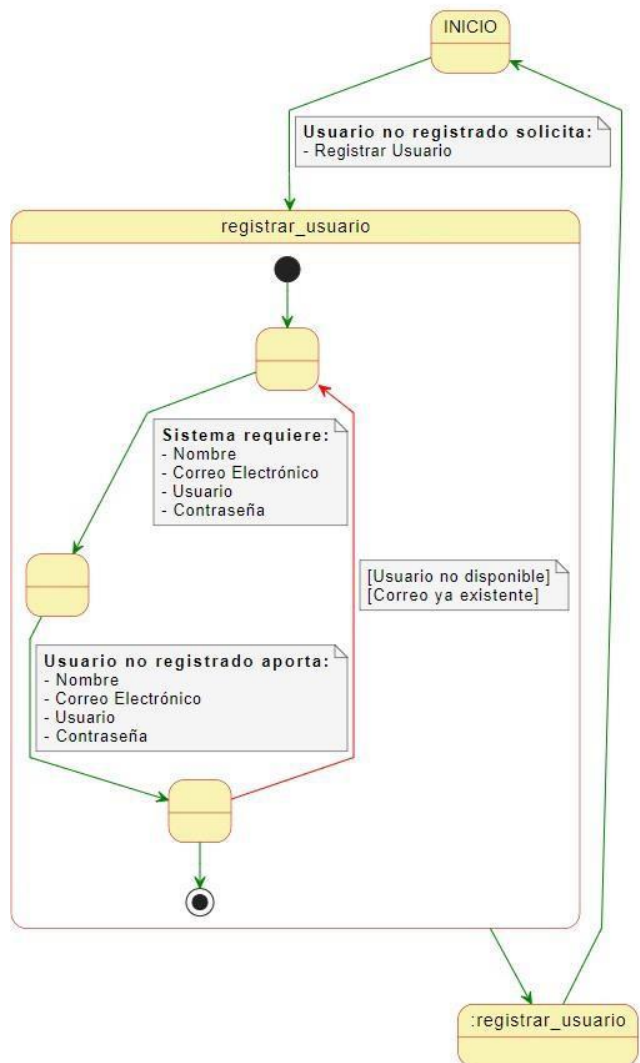 INICIO
Usuario no registrado solicita:
- Registrar Usuario
registrar_usuario
Sistema requiere:
- Nombre
- Correo Electrónico
- Usuario
- Contraseña
[Usuario no disponible]
[Correo ya existente]
Usuario no registrado aporta:
- Nombre
- Correo Electrónico
- Usuario
- Contraseña
:registrar_usuario